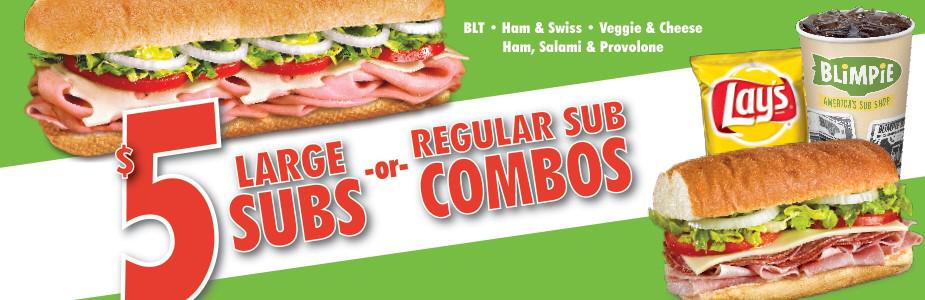 BLT • Ham & Swiss • Veggie & Cheese
Ham, Salami & Provolone
$5
LARGE
SUBS
-or-
REGULAR SUB
COMBOS
Lay's
BLiMPiE
AMERICA'S SUB SHOP